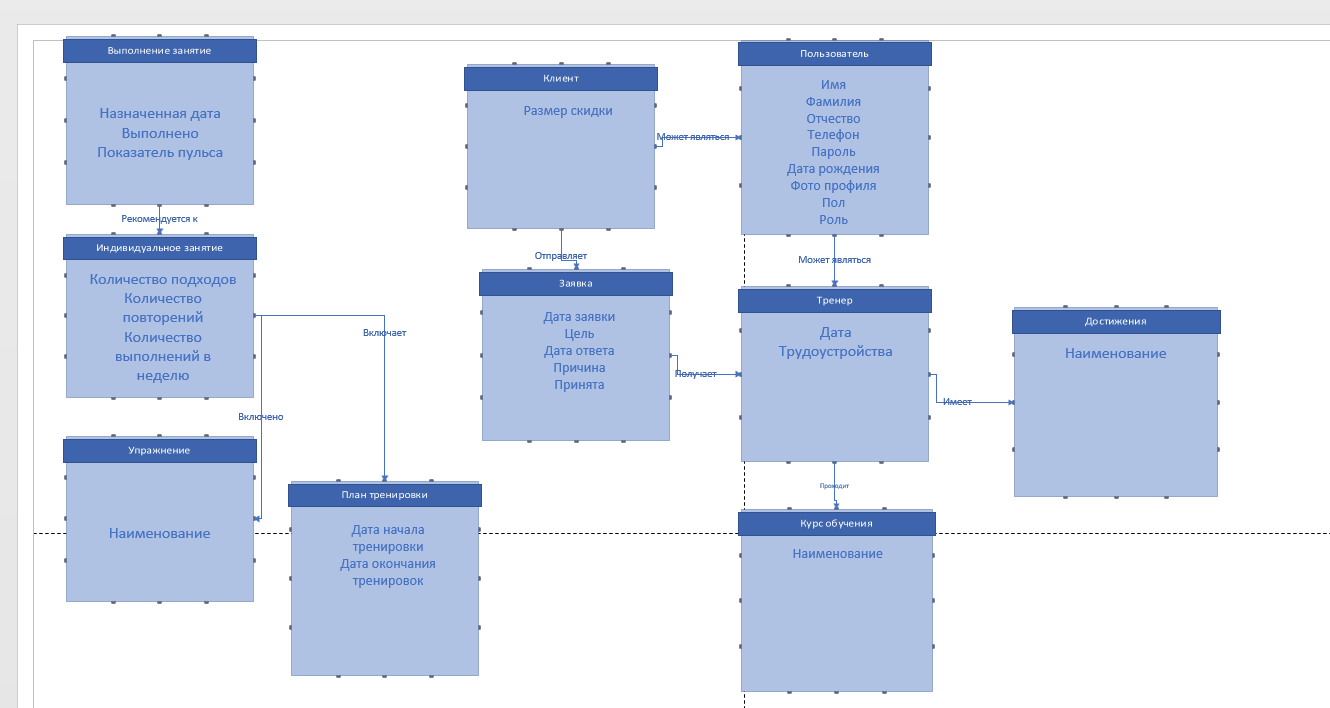 Выполнение занятие
Назначенная дата
Выполнено
Показатель пульса
Рекомендуется к
Индивидуальное занятие
Количество подходов
Количество
повторений
Количество
выполнений в
неделю
Включает
Включено
Упражнение
Наименование
План тренировки
Дата начала
тренировки
Дата окончания
тренировок
Клиент
Размер скидки
Может являться
Отправляет
Заявка
Дата заявки
Цель
Дата ответа
Причина
Принята
Получает
Пользователь
Имя
Фамилия
Отчество
Телефон
Пароль
Дата рождения
Фото профиля
Пол
Роль
Может являться
Тренер
Дата
Трудоустройства
Имеет
Достижения
Наименование
Проходит
Курс обучения
Наименование